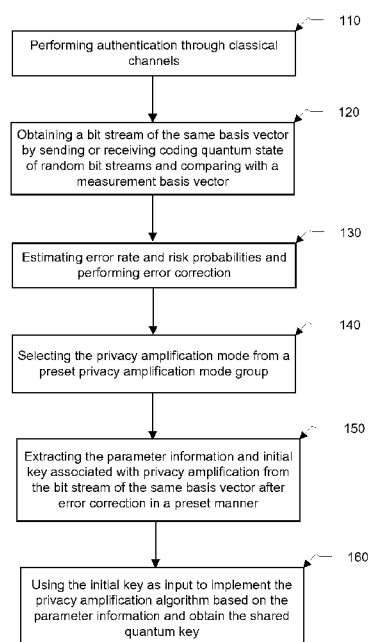 110
Performing authentication through classical
channels
120
Obtaining a bit stream of the same basis vector
by sending or receiving coding quantum state
of random bit streams and comparing with a
measurement basis vector
130
Estimating error rate and risk probabilities and
performing error correction
140
Selecting the privacy amplification mode from a
preset privacy amplification mode group
150
Extracting the parameter information and initial
key associated with privacy amplification from
the bit stream of the same basis vector after
error correction in a preset manner
160
Using the initial key as input to implement the
privacy amplification algorithm based on the
parameter information and obtain the shared
quantum key